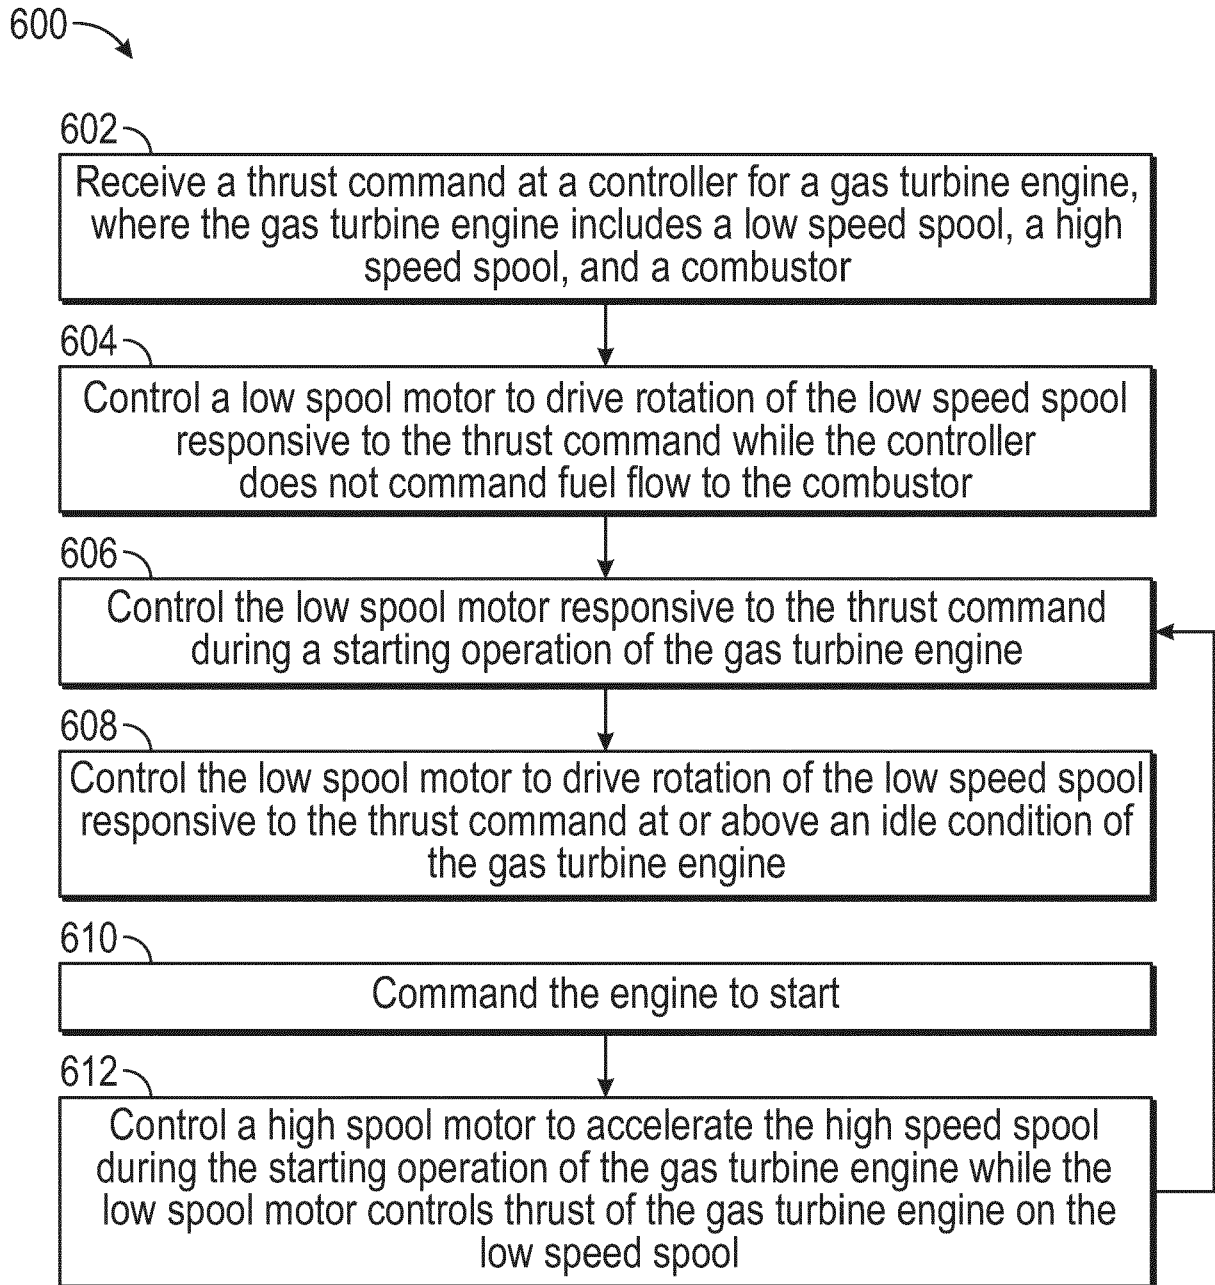 600
602
Receive a thrust command at a controller for a gas turbine engine,
where the gas turbine engine includes a low speed spool, a high
speed spool, and a combustor
604
Control a low spool motor to drive rotation of the low speed spool
responsive to the thrust command while the controller
does not command fuel flow to the combustor
606
Control the low spool motor responsive to the thrust command
during a starting operation of the gas turbine engine
608
Control the low spool motor to drive rotation of the low speed spool
responsive to the thrust command at or above an idle condition of
the gas turbine engine
610
Command the engine to start
612
Control a high spool motor to accelerate the high speed spool
during the starting operation of the gas turbine engine while the
low spool motor controls thrust of the gas turbine engine on the
low speed spool